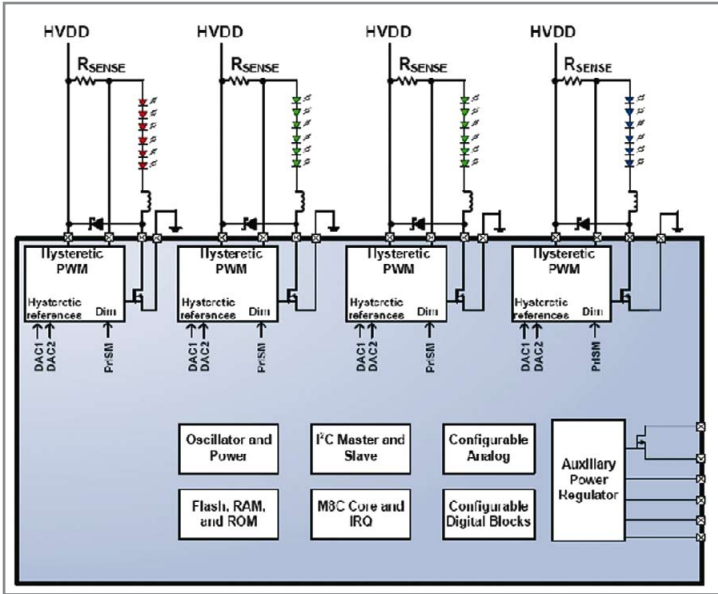 HVDD
HVDD
HVDD
HVDD
RSENSE
RSENSE
RSENSE
RSENSE
Hysteretic
PWM
Hysteretic
references
Dim
DAC1
DAC2
PrISM
Hysteretic
PWM
Hysteretic
references
Dim
DAC1
DAC2
PrISM
Hysteretic
PWM
Hysteretic
references
Dim
DAC1
DAC2
PrISM
Hysteretic
PWM
Hysteretic
references
Dim
DAC1
DAC2
PrISM
Oscillator and
Power
I²C Master and
Slave
Configurable
Analog
Auxiliary
Power
Regulator
Flash, RAM,
and ROM
M8C Core and
IRQ
Configurable
Digital Blocks